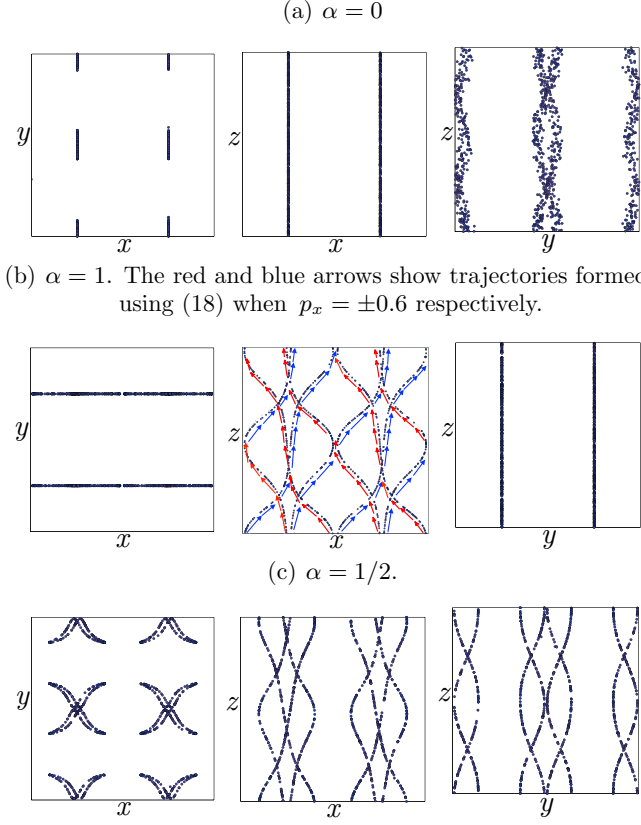 (a) α = 0
y
x
z
x
z
y
(b) α = 1. The red and blue arrows show trajectories formed
using (18) when p_x = ±0.6 respectively.
y
x
z
x
z
y
(c) α = 1/2.
y
x
z
x
z
y